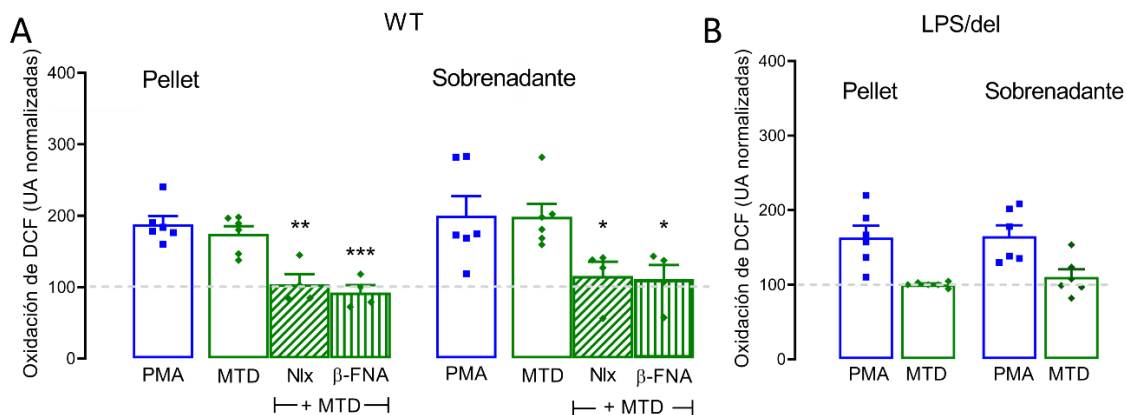 A
WT
Pellet
Sobrenadante
Oxidación de DCF (UA normalizadas)
400
300
200
100
0
**
***
*
*
PMA
MTD
Nlx
β-FNA
+ MTD
PMA
MTD
Nlx
β-FNA
+ MTD
B
LPS/del
Pellet
Sobrenadante
Oxidación de DCF (UA normalizadas)
400
300
200
100
0
PMA
MTD
PMA
MTD